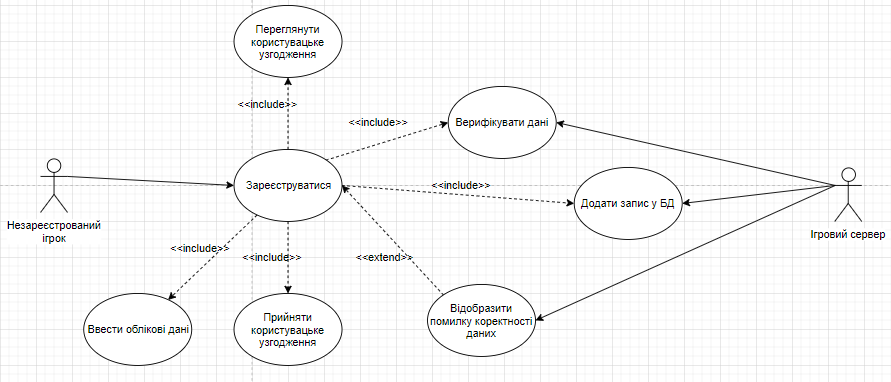 Переглянути
користувацьке
узгодження
<<include>>
<<include>>
Верифікувати дані
Зареєструватися
<<include>>
Додати запис у БД
Незареєстрований
ігрок
Ігровий сервер
<<include>>
<<include>>
<<extend>>
Ввести облікові дані
Прийняти
користувацьке
узгодження
Відобразити
помилку коректності
даних